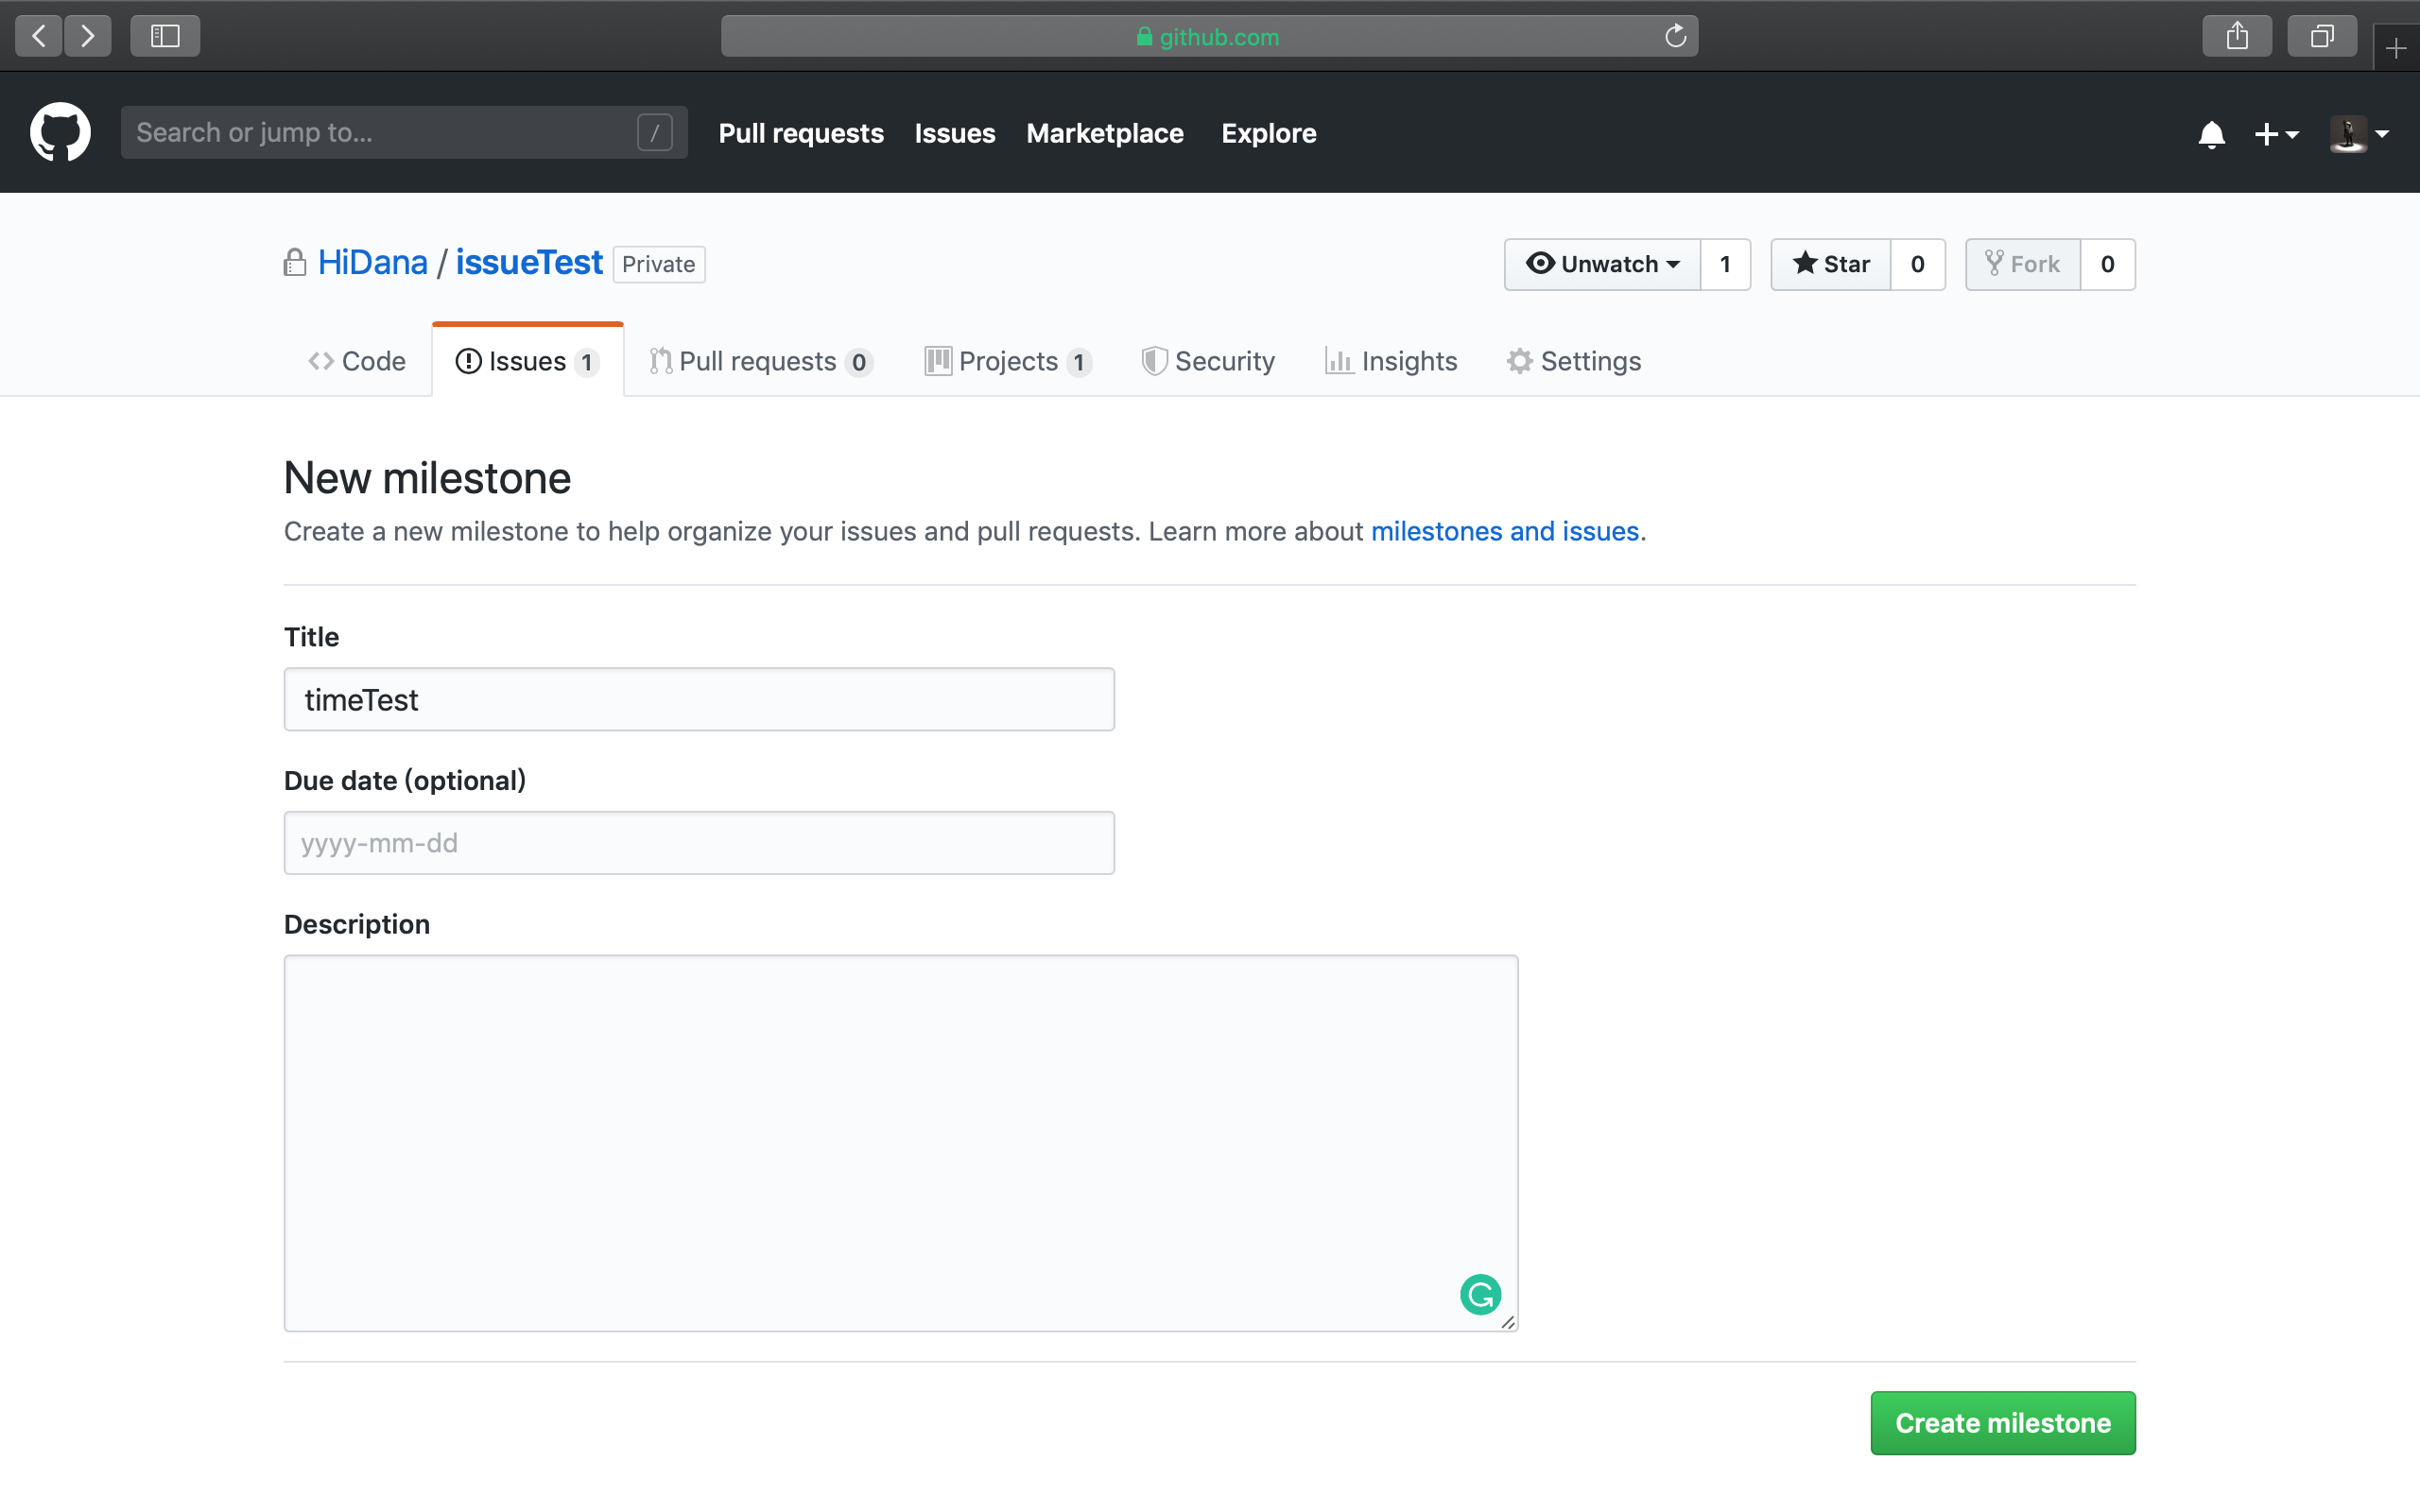 github.com
Search or jump to... /
Pull requests Issues Marketplace Explore
HiDana / issueTest Private
Unwatch 1 Star 0 Fork 0
Code Issues 1 Pull requests 0 Projects 1 Security Insights Settings
New milestone
Create a new milestone to help organize your issues and pull requests. Learn more about milestones and issues.
Title
timeTest
Due date (optional)
yyyy-mm-dd
Description
Create milestone